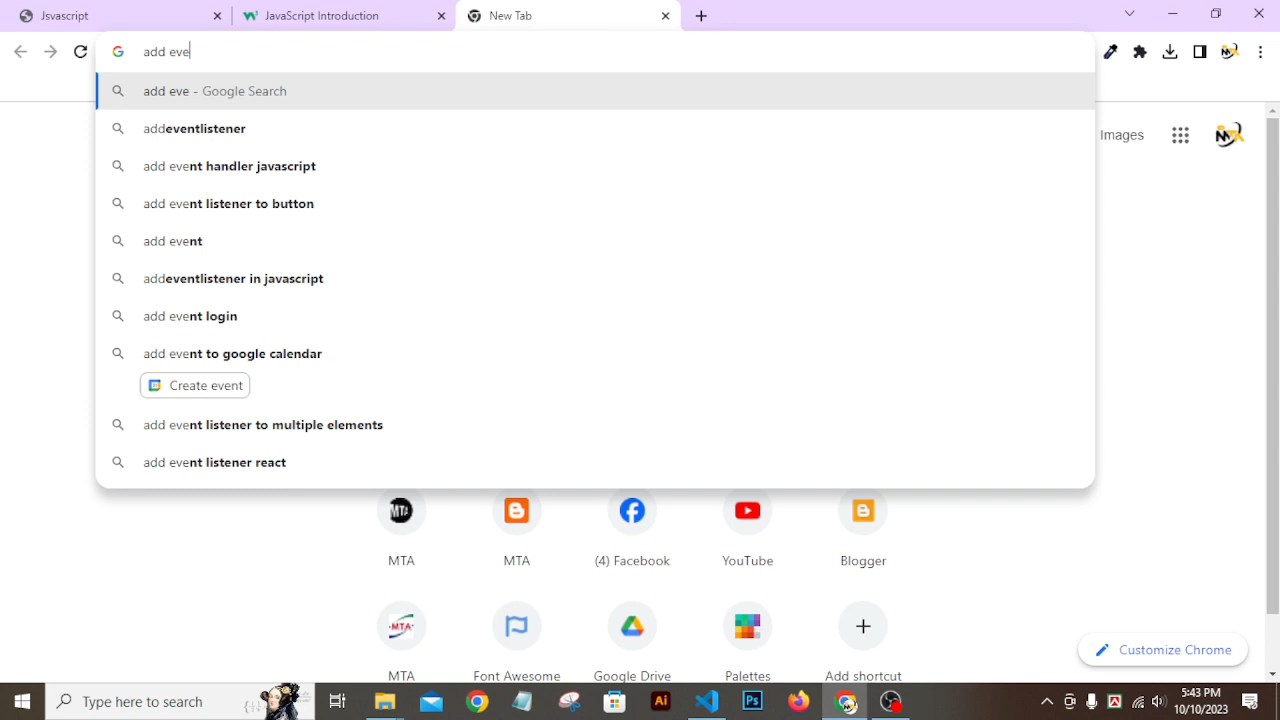 Jsvascript
JavaScript Introduction
New Tab
add eve
add eve - Google Search
addeventlistener
add event handler javascript
add event listener to button
add event
addeventlistener in javascript
add event login
add event to google calendar
Create event
add event listener to multiple elements
add event listener react
Images
MTA
MTA
(4) Facebook
YouTube
Blogger
MTA
Font Awesome
Google Drive
Palettes
Add shortcut
Customize Chrome
Type here to search
5:43 PM
10/10/2023